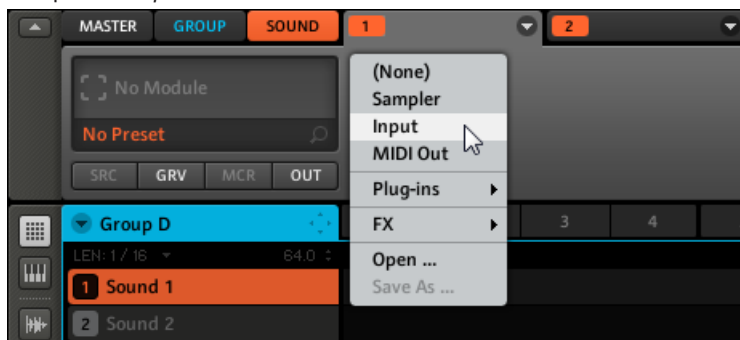 MASTER GROUP SOUND 1 2
No Module
No Preset
SRC GRV MCR OUT
(None)
Sampler
Input
MIDI Out
Plug-ins
FX
Open ...
Save As ...
Group D
3 4
LEN: 1 / 16 64.0
1 Sound 1
2 Sound 2